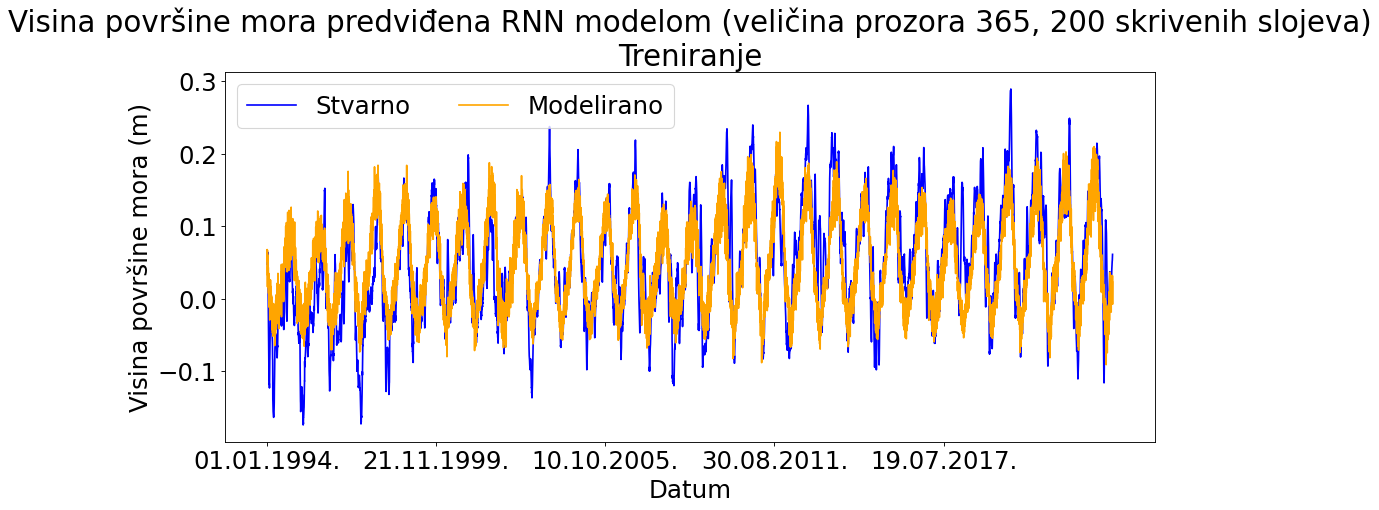 Visina površine mora predviđena RNN modelom (veličina prozora 365, 200 skrivenih slojeva)
Treniranje
Stvarno
Modelirano
Visina površine mora (m)
0.3
0.2
0.1
0.0
−0.1
01.01.1994.
21.11.1999.
10.10.2005.
30.08.2011.
19.07.2017.
Datum